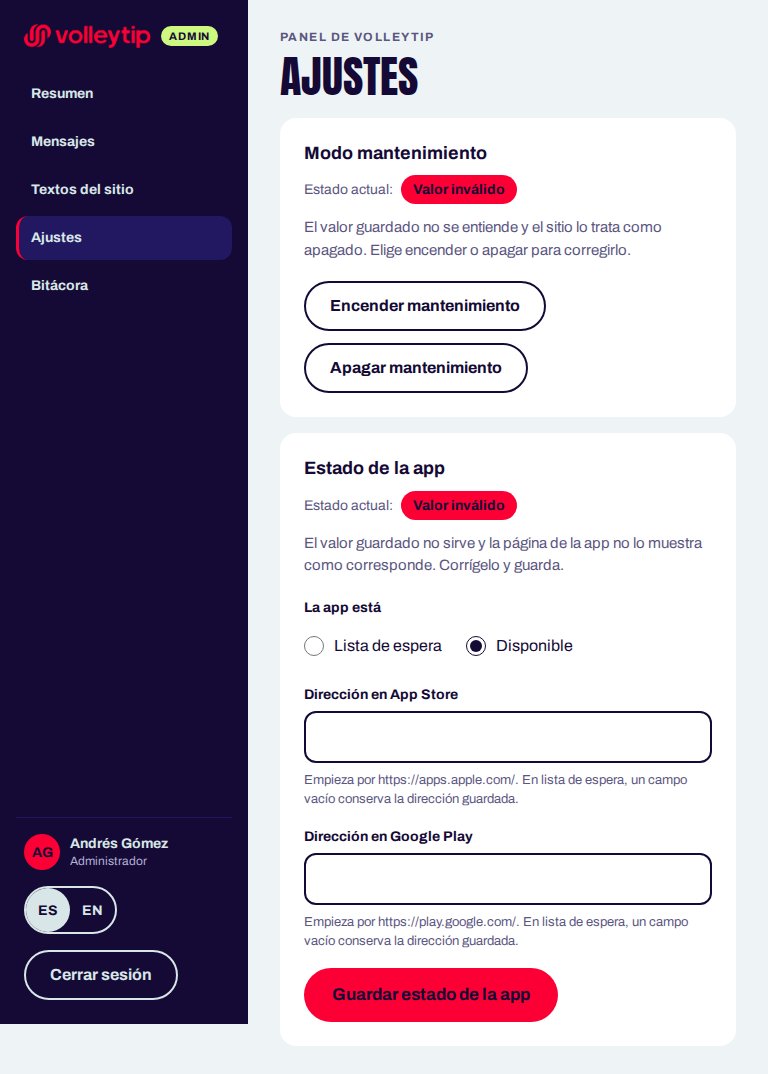 volleytip ADMIN
Resumen
Mensajes
Textos del sitio
Ajustes
Bitácora
AG
Andrés Gómez
Administrador
ES EN
Cerrar sesión
PANEL DE VOLLEYTIP
AJUSTES
Modo mantenimiento
Estado actual: Valor inválido
El valor guardado no se entiende y el sitio lo trata como
apagado. Elige encender o apagar para corregirlo.
Encender mantenimiento
Apagar mantenimiento
Estado de la app
Estado actual: Valor inválido
El valor guardado no sirve y la página de la app no lo muestra
como corresponde. Corrígelo y guarda.
La app está
Lista de espera Disponible
Dirección en App Store
Empieza por https://apps.apple.com/. En lista de espera, un campo
vacío conserva la dirección guardada.
Dirección en Google Play
Empieza por https://play.google.com/. En lista de espera, un campo
vacío conserva la dirección guardada.
Guardar estado de la app